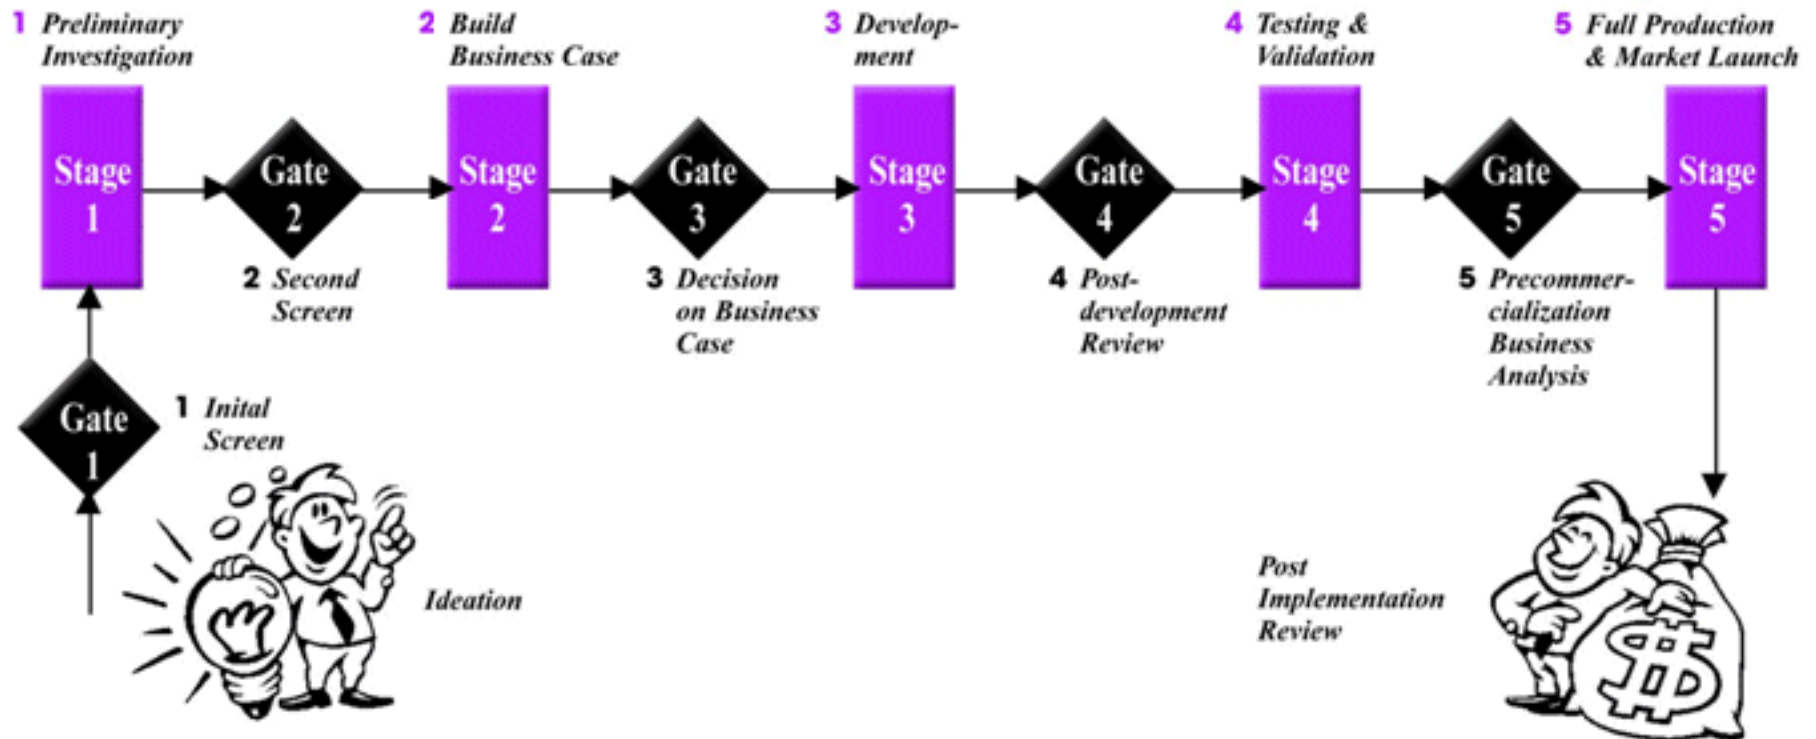 1 Preliminary
Investigation
2 Build
Business Case
3 Develop-
ment
4 Testing &
Validation
5 Full Production
& Market Launch
Stage
1
Gate
2
Stage
2
Gate
3
Stage
3
Gate
4
Stage
4
Gate
5
Stage
5
2 Second
Screen
3 Decision
on Business
Case
4 Post-
development
Review
5 Precommer-
cialization
Business
Analysis
Gate
1
1 Inital
Screen
Ideation
Post
Implementation
Review
$